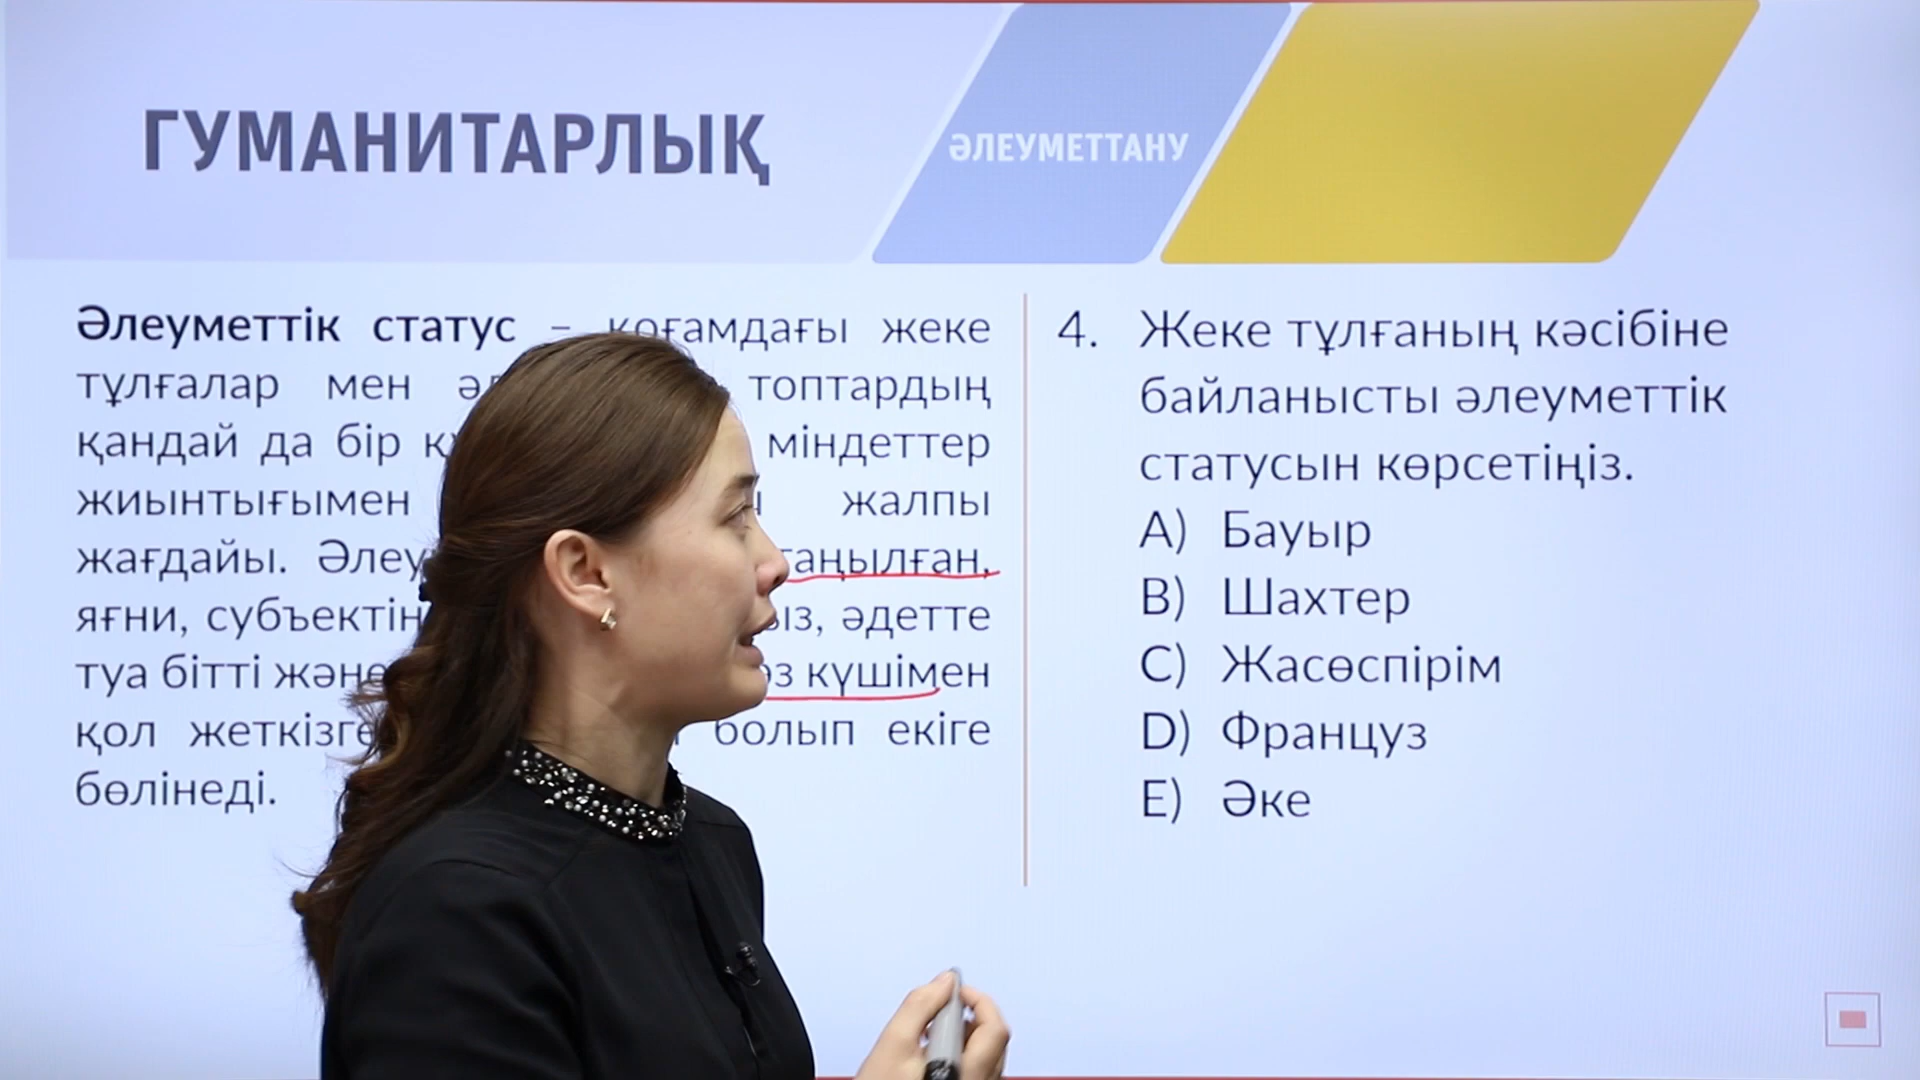 ГУМАНИТАРЛЫҚ
ӘЛЕУМЕТТАНУ
Әлеуметтік статус – қоғамдағы жеке
тұлғалар мен топтардың
қандай да бір міндеттер
жиынтығымен жалпы
жағдайы. таңылған,
яғни, әдетте
туа бітті және өз күшімен
қол болып екіге
бөлінеді.
4. Жеке тұлғаның кәсібіне
байланысты әлеуметтік
статусын көрсетіңіз.
A) Бауыр
B) Шахтер
C) Жасөспірім
D) Француз
E) Әке